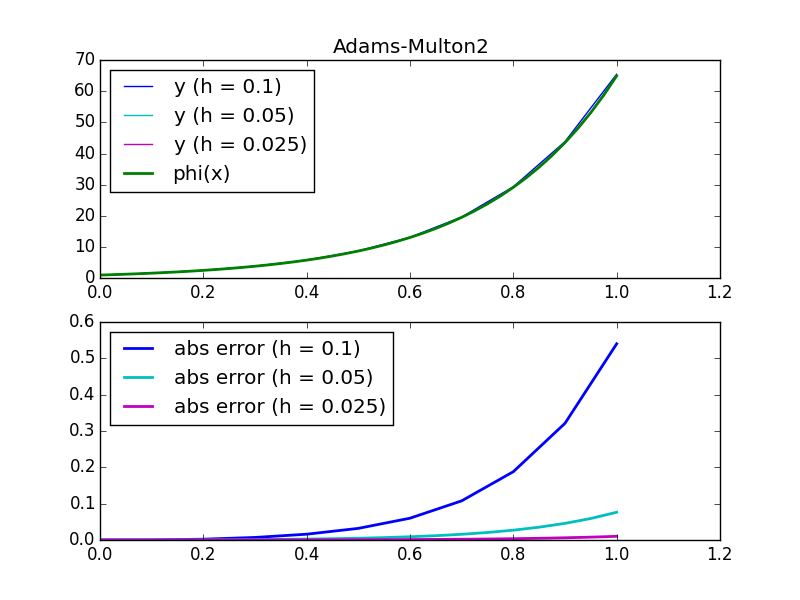 Adams-Multon2
70
60
50
40
30
20
10
0
y (h = 0.1)
y (h = 0.05)
y (h = 0.025)
phi(x)
0.0 0.2 0.4 0.6 0.8 1.0 1.2
0.6
0.5
0.4
0.3
0.2
0.1
0.0
abs error (h = 0.1)
abs error (h = 0.05)
abs error (h = 0.025)
0.0 0.2 0.4 0.6 0.8 1.0 1.2